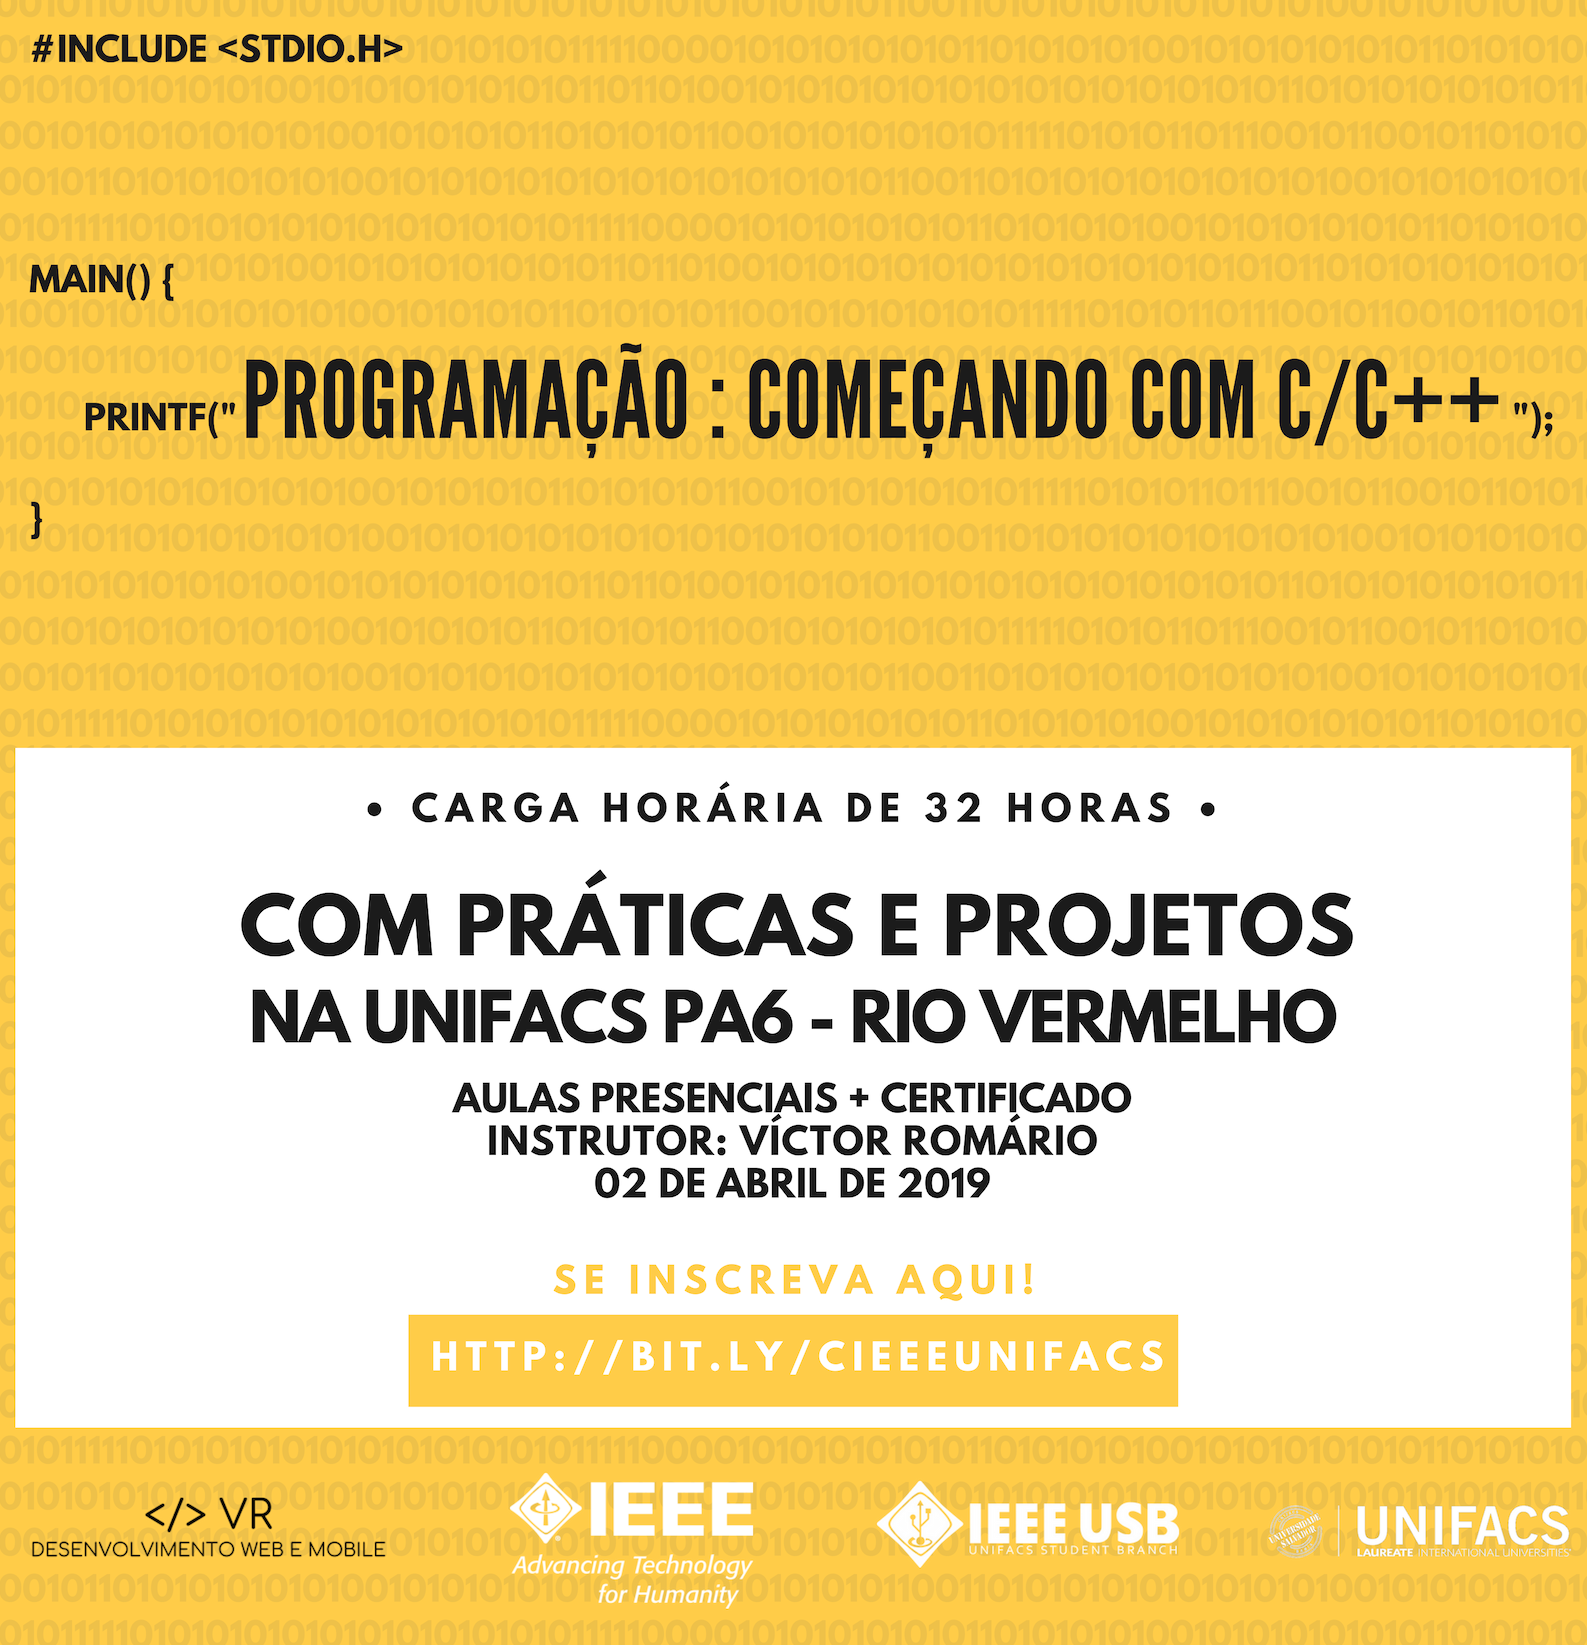 #INCLUDE <STDIO.H>
MAIN() {
PRINTF(" PROGRAMAÇÃO : COMEÇANDO COM C/C++ ");
}
• CARGA HORÁRIA DE 32 HORAS •
COM PRÁTICAS E PROJETOS
NA UNIFACS PA6 - RIO VERMELHO
AULAS PRESENCIAIS + CERTIFICADO
INSTRUTOR: VÍCTOR ROMÁRIO
02 DE ABRIL DE 2019
SE INSCREVA AQUI!
HTTP://BIT.LY/CIEEEUNIFACS
</> VR
DESENVOLVIMENTO WEB E MOBILE
IEEE
Advancing Technology
for Humanity
IEEE USB
UNIFACS STUDENT BRANCH
UNIVERSIDADE
SALVADOR
UNIFACS
LAUREATE INTERNATIONAL UNIVERSITIES